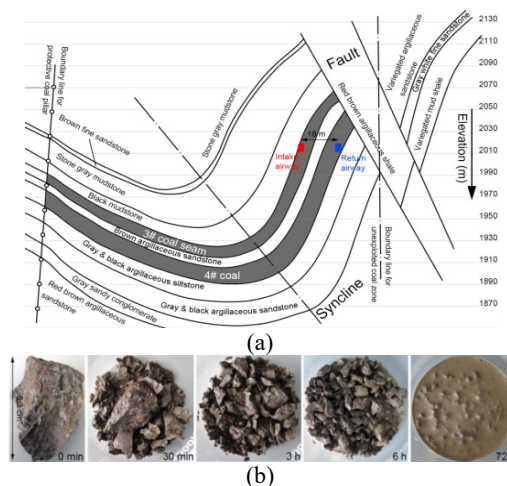 2130
2110
2090
2070
2050
2030
2010
1990
1970
1950
1930
1910
1890
1870
Elevation (m)
Boundary line for
protective coal pillar
Brown fine sandstone
Stone gray mudstone
Stone gray mudstone
Black mudstone
3# coal seam
Brown argillaceous sandstone
4# coal
Gray & black argillaceous siltstone
Gray & black argillaceous sandstone
Gray sandy conglomerate
Red brown argillaceous
sandstone
Syncline
Fault
Red brown argillaceous shale
16 m
Intake
airway
Return
airway
Boundary line for
unexploited coal zone
Variegated argillaceous
sandstone
Gray white fine sandstone
Variegated mud shale
(a)
0 min
30 min
3 h
6 h
72
(b)